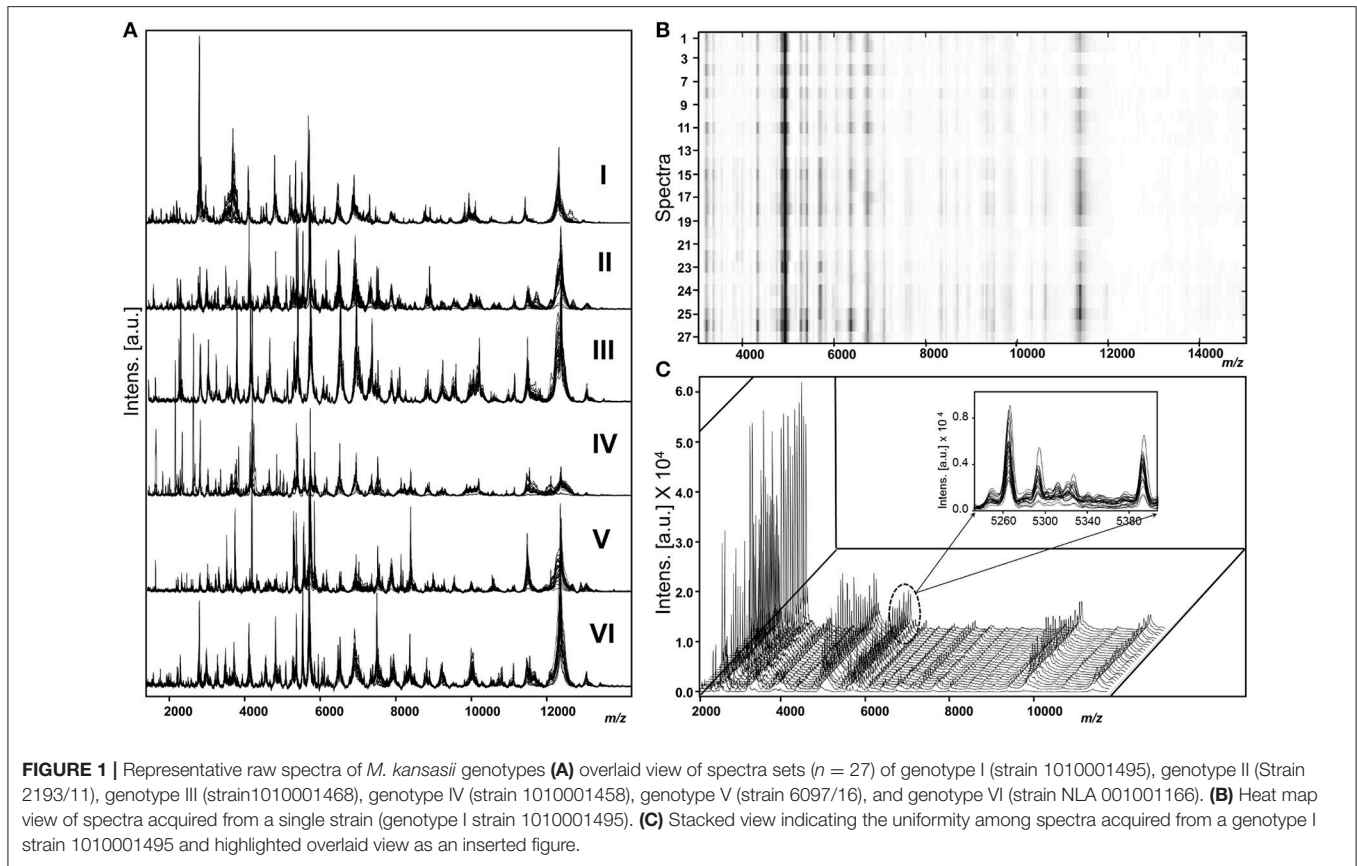 A
I
II
III
IV
V
VI
Intens. [a.u.]
2000 4000 6000 8000 10000 12000
m/z
B
Spectra
1
3
5
7
9
11
13
15
17
19
21
23
25
27
4000 6000 8000 10000 12000 14000
m/z
C
Intens. [a.u.] X 10⁴
6.0
5.0
4.0
3.0
2.0
1.0
0.0
2000 4000 6000 8000 10000
m/z
Intens. [a.u.] x 10⁴
0.8
0.4
0.0
5260 5300 5340 5380
FIGURE 1 | Representative raw spectra of M. kansasii genotypes (A) overlaid view of spectra sets (n = 27) of genotype I (strain 1010001495), genotype II (Strain
2193/11), genotype III (strain1010001468), genotype IV (strain 1010001458), genotype V (strain 6097/16), and genotype VI (strain NLA 001001166). (B) Heat map
view of spectra acquired from a single strain (genotype I strain 1010001495). (C) Stacked view indicating the uniformity among spectra acquired from a genotype I
strain 1010001495 and highlighted overlaid view as an inserted figure.